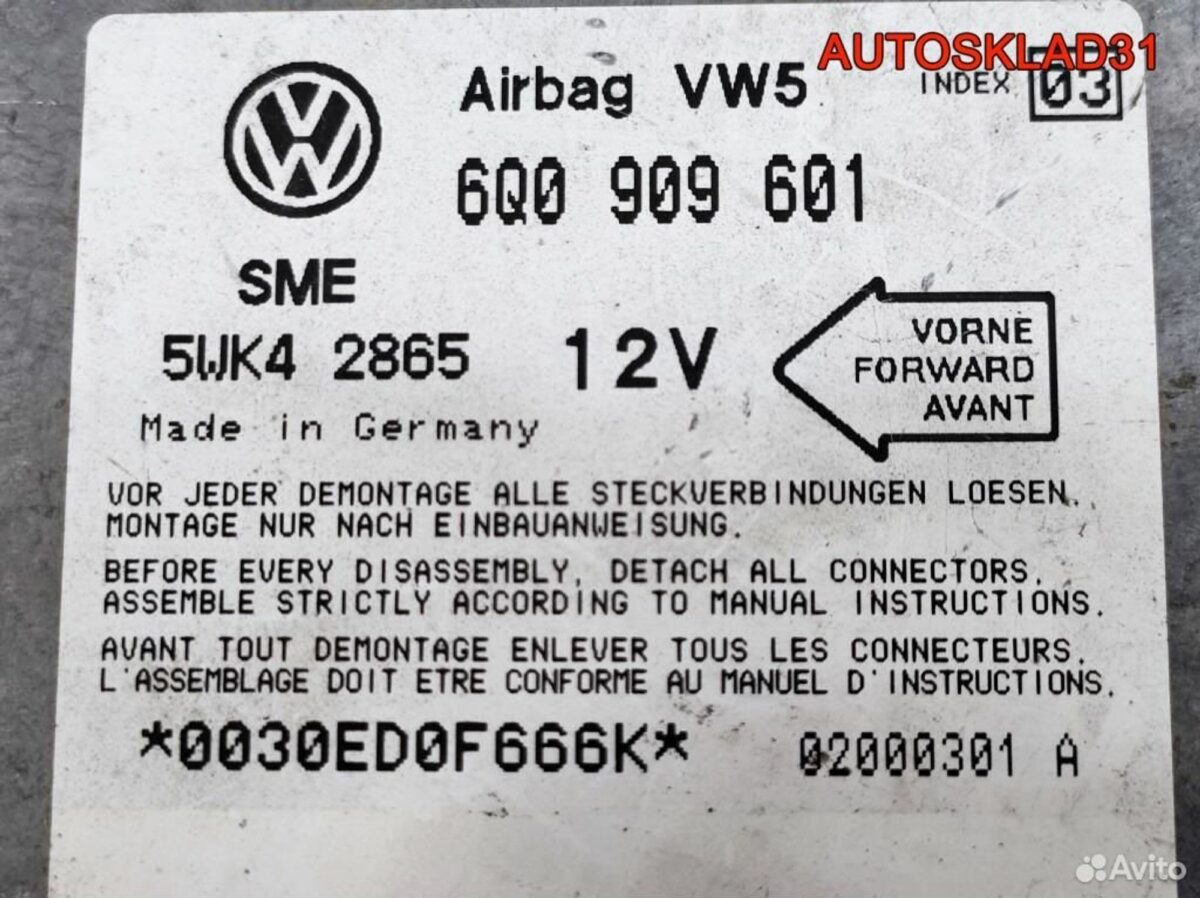 AUTOSKLAD31
Airbag VW5 INDEX 03
6Q0 909 601
SME
5WK4 2865 12V
VORNE
FORWARD
AVANT
Made in Germany
VOR JEDER DEMONTAGE ALLE STECKVERBINDUNGEN LOESEN.
MONTAGE NUR NACH EINBAUANWEISUNG.
BEFORE EVERY DISASSEMBLY, DETACH ALL CONNECTORS.
ASSEMBLE STRICTLY ACCORDING TO MANUAL INSTRUCTIONS.
AVANT TOUT DEMONTAGE ENLEVER TOUS LES CONNECTEURS.
L'ASSEMBLAGE DOIT ETRE CONFORME AU MANUEL D'INSTRUCTIONS.
*0030ED0F666K* 02000301 A
Avito